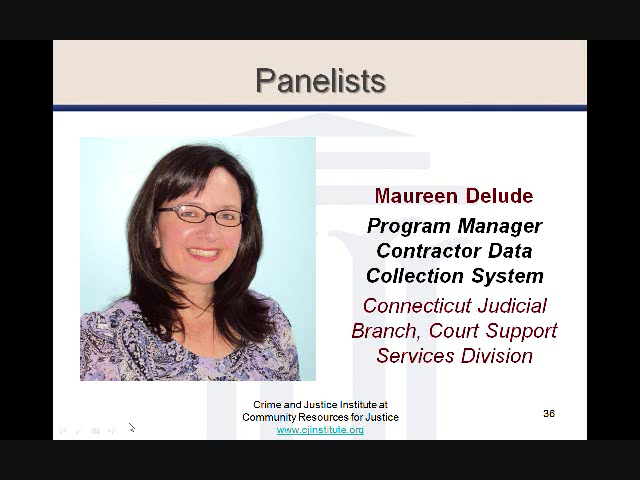 Panelists
Maureen Delude
Program Manager
Contractor Data
Collection System
Connecticut Judicial
Branch, Court Support
Services Division
Crime and Justice Institute at
Community Resources for Justice
www.cjinstitute.org
36